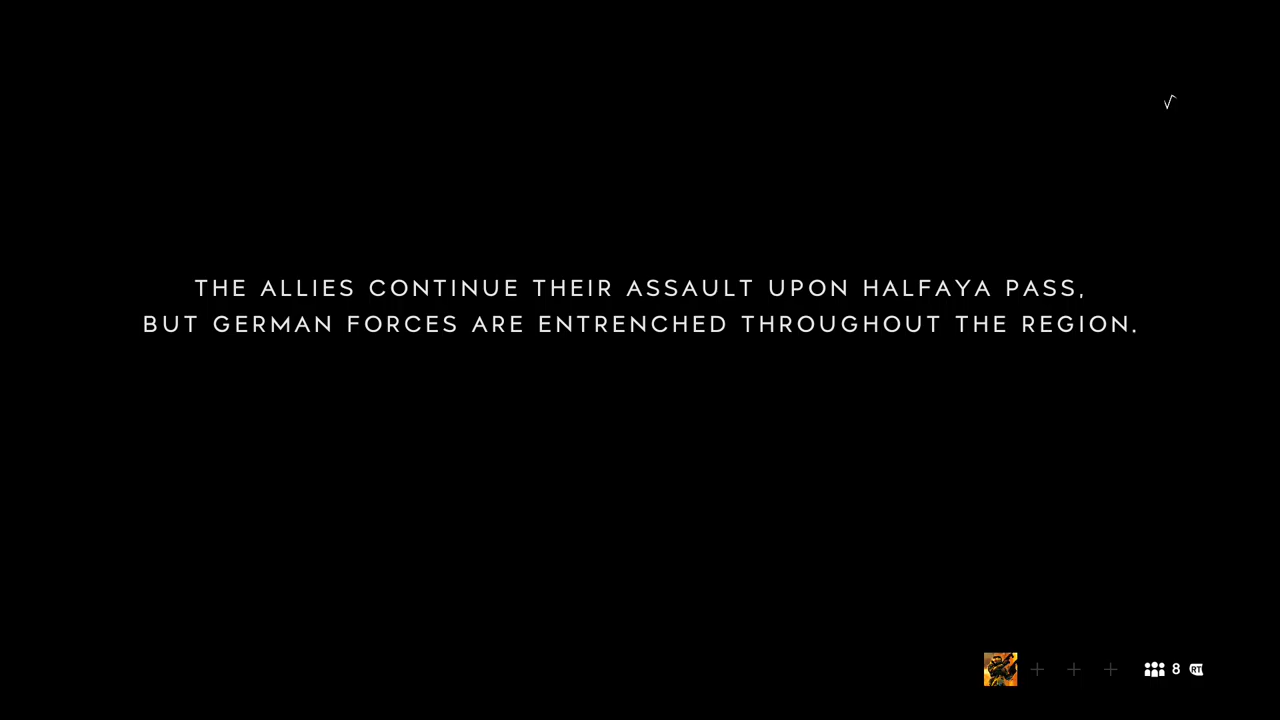 THE ALLIES CONTINUE THEIR ASSAULT UPON HALFAYA PASS,
BUT GERMAN FORCES ARE ENTRENCHED THROUGHOUT THE REGION.
8